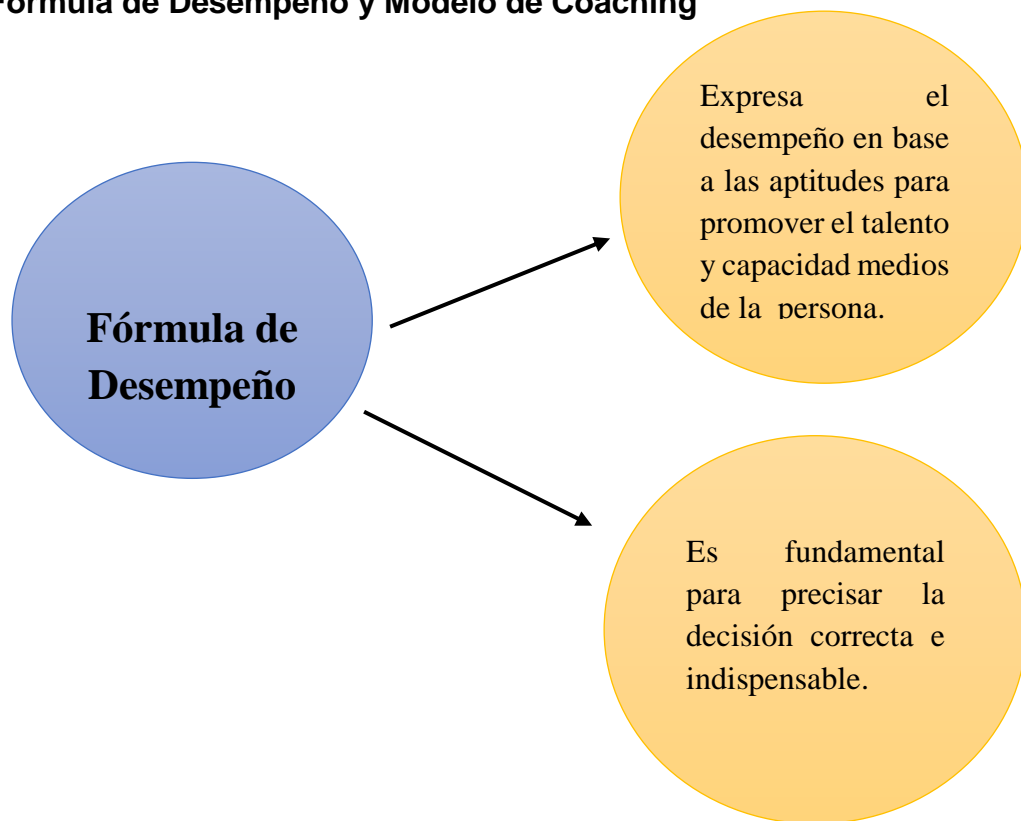 Fórmula de Desempeño y Modelo de Coaching
Expresa el
desempeño en base
a las aptitudes para
promover el talento
y capacidad medios
de la persona.
Fórmula de
Desempeño
Es fundamental
para precisar la
decisión correcta e
indispensable.